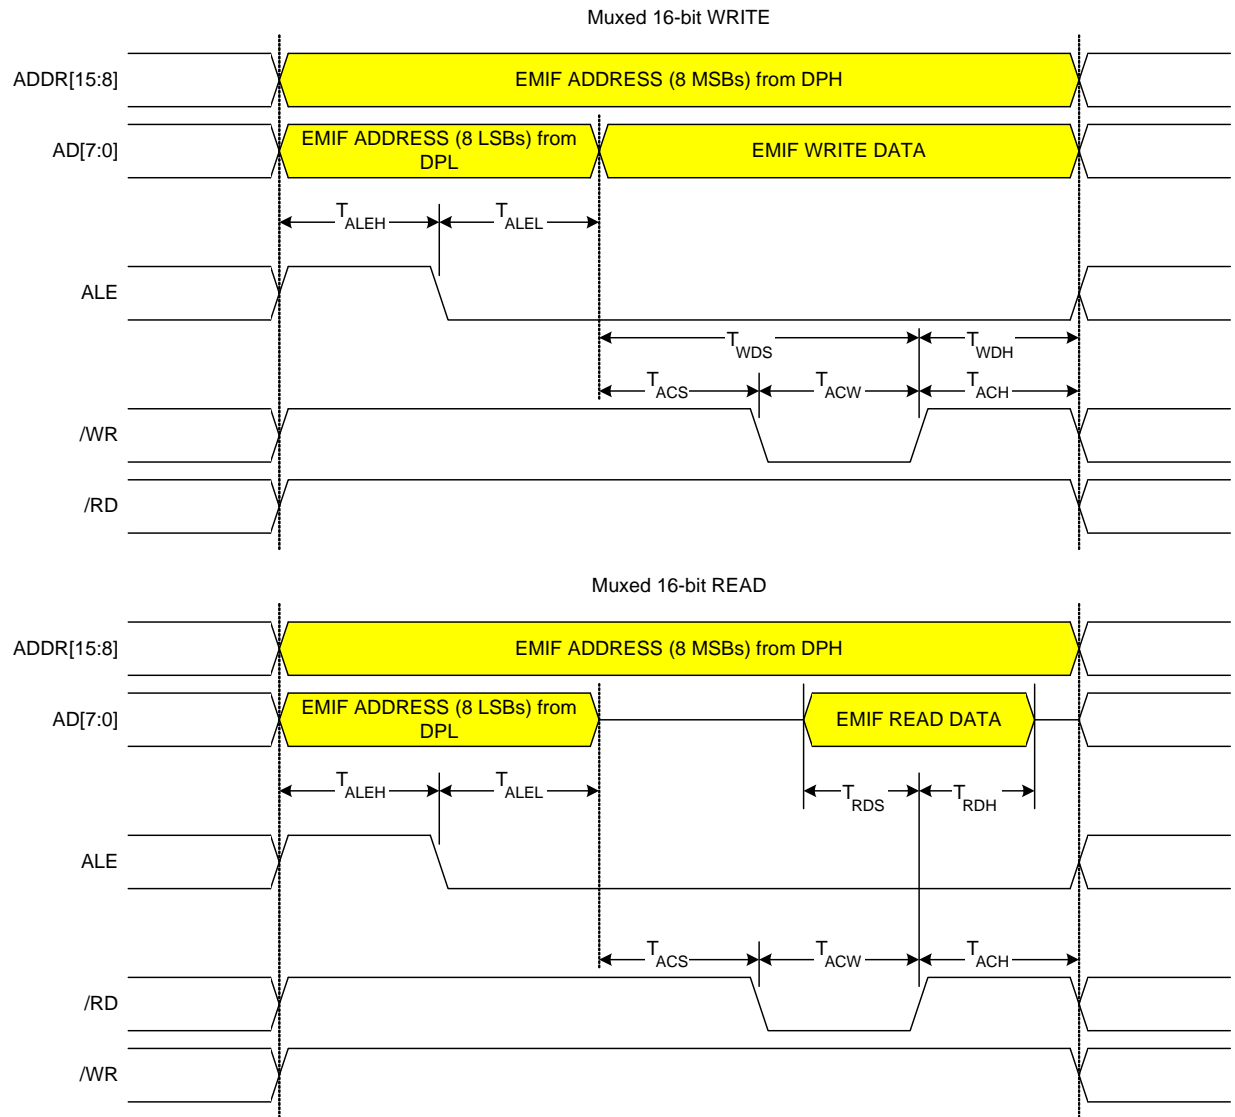 Muxed 16-bit WRITE
ADDR[15:8]
EMIF ADDRESS (8 MSBs) from DPH
AD[7:0]
EMIF ADDRESS (8 LSBs) from
DPL
EMIF WRITE DATA
TALEH
TALEL
ALE
TWDS
TWDH
TACS
TACW
TACH
/WR
/RD
Muxed 16-bit READ
ADDR[15:8]
EMIF ADDRESS (8 MSBs) from DPH
AD[7:0]
EMIF ADDRESS (8 LSBs) from
DPL
EMIF READ DATA
TALEH
TALEL
TRDS
TRDH
ALE
TACS
TACW
TACH
/RD
/WR